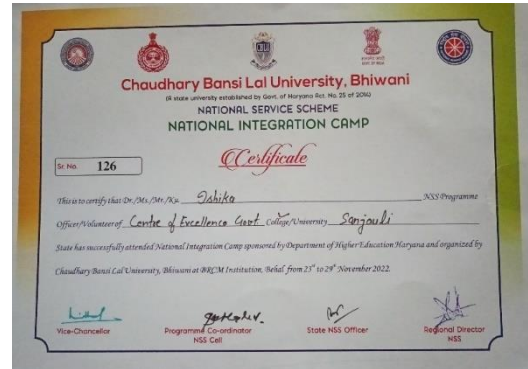 Chaudhary Bansi Lal University, Bhiwani
(A state university established by Govt. of Haryana Act. No. 25 of 2014)
NATIONAL SERVICE SCHEME
NATIONAL INTEGRATION CAMP
Sr. No. 126
Certificate
This is to certify that Dr./Ms./Mr./Ku Ishika NSS Programme
Officer/Volunteer of Centre of Excellence Govt College/University Sanjauli
State has successfully attended National Integration Camp sponsored by Department of Higher Education Haryana and organized by
Chaudhary Bansi Lal University, Bhiwani at BRCM Institution, Behal from 23rd to 29th November 2022.
Vice-Chancellor
Programme Co-ordinator
NSS Cell
State NSS Officer
Regional Director
NSS